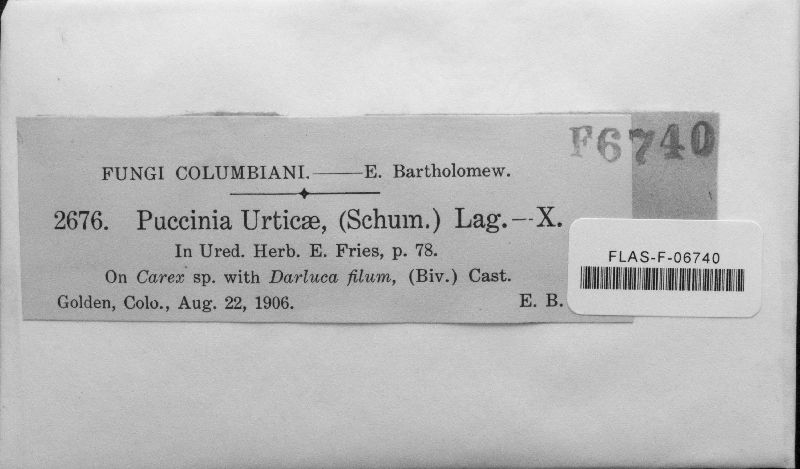 F6740
FUNGI COLUMBIANI.——E. Bartholomew.
2676. Puccinia Urticæ, (Schum.) Lag.—X.
In Ured. Herb. E. Fries, p. 78.
On Carex sp. with Darluca filum, (Biv.) Cast.
Golden, Colo., Aug. 22, 1906. E. B.
FLAS-F-06740